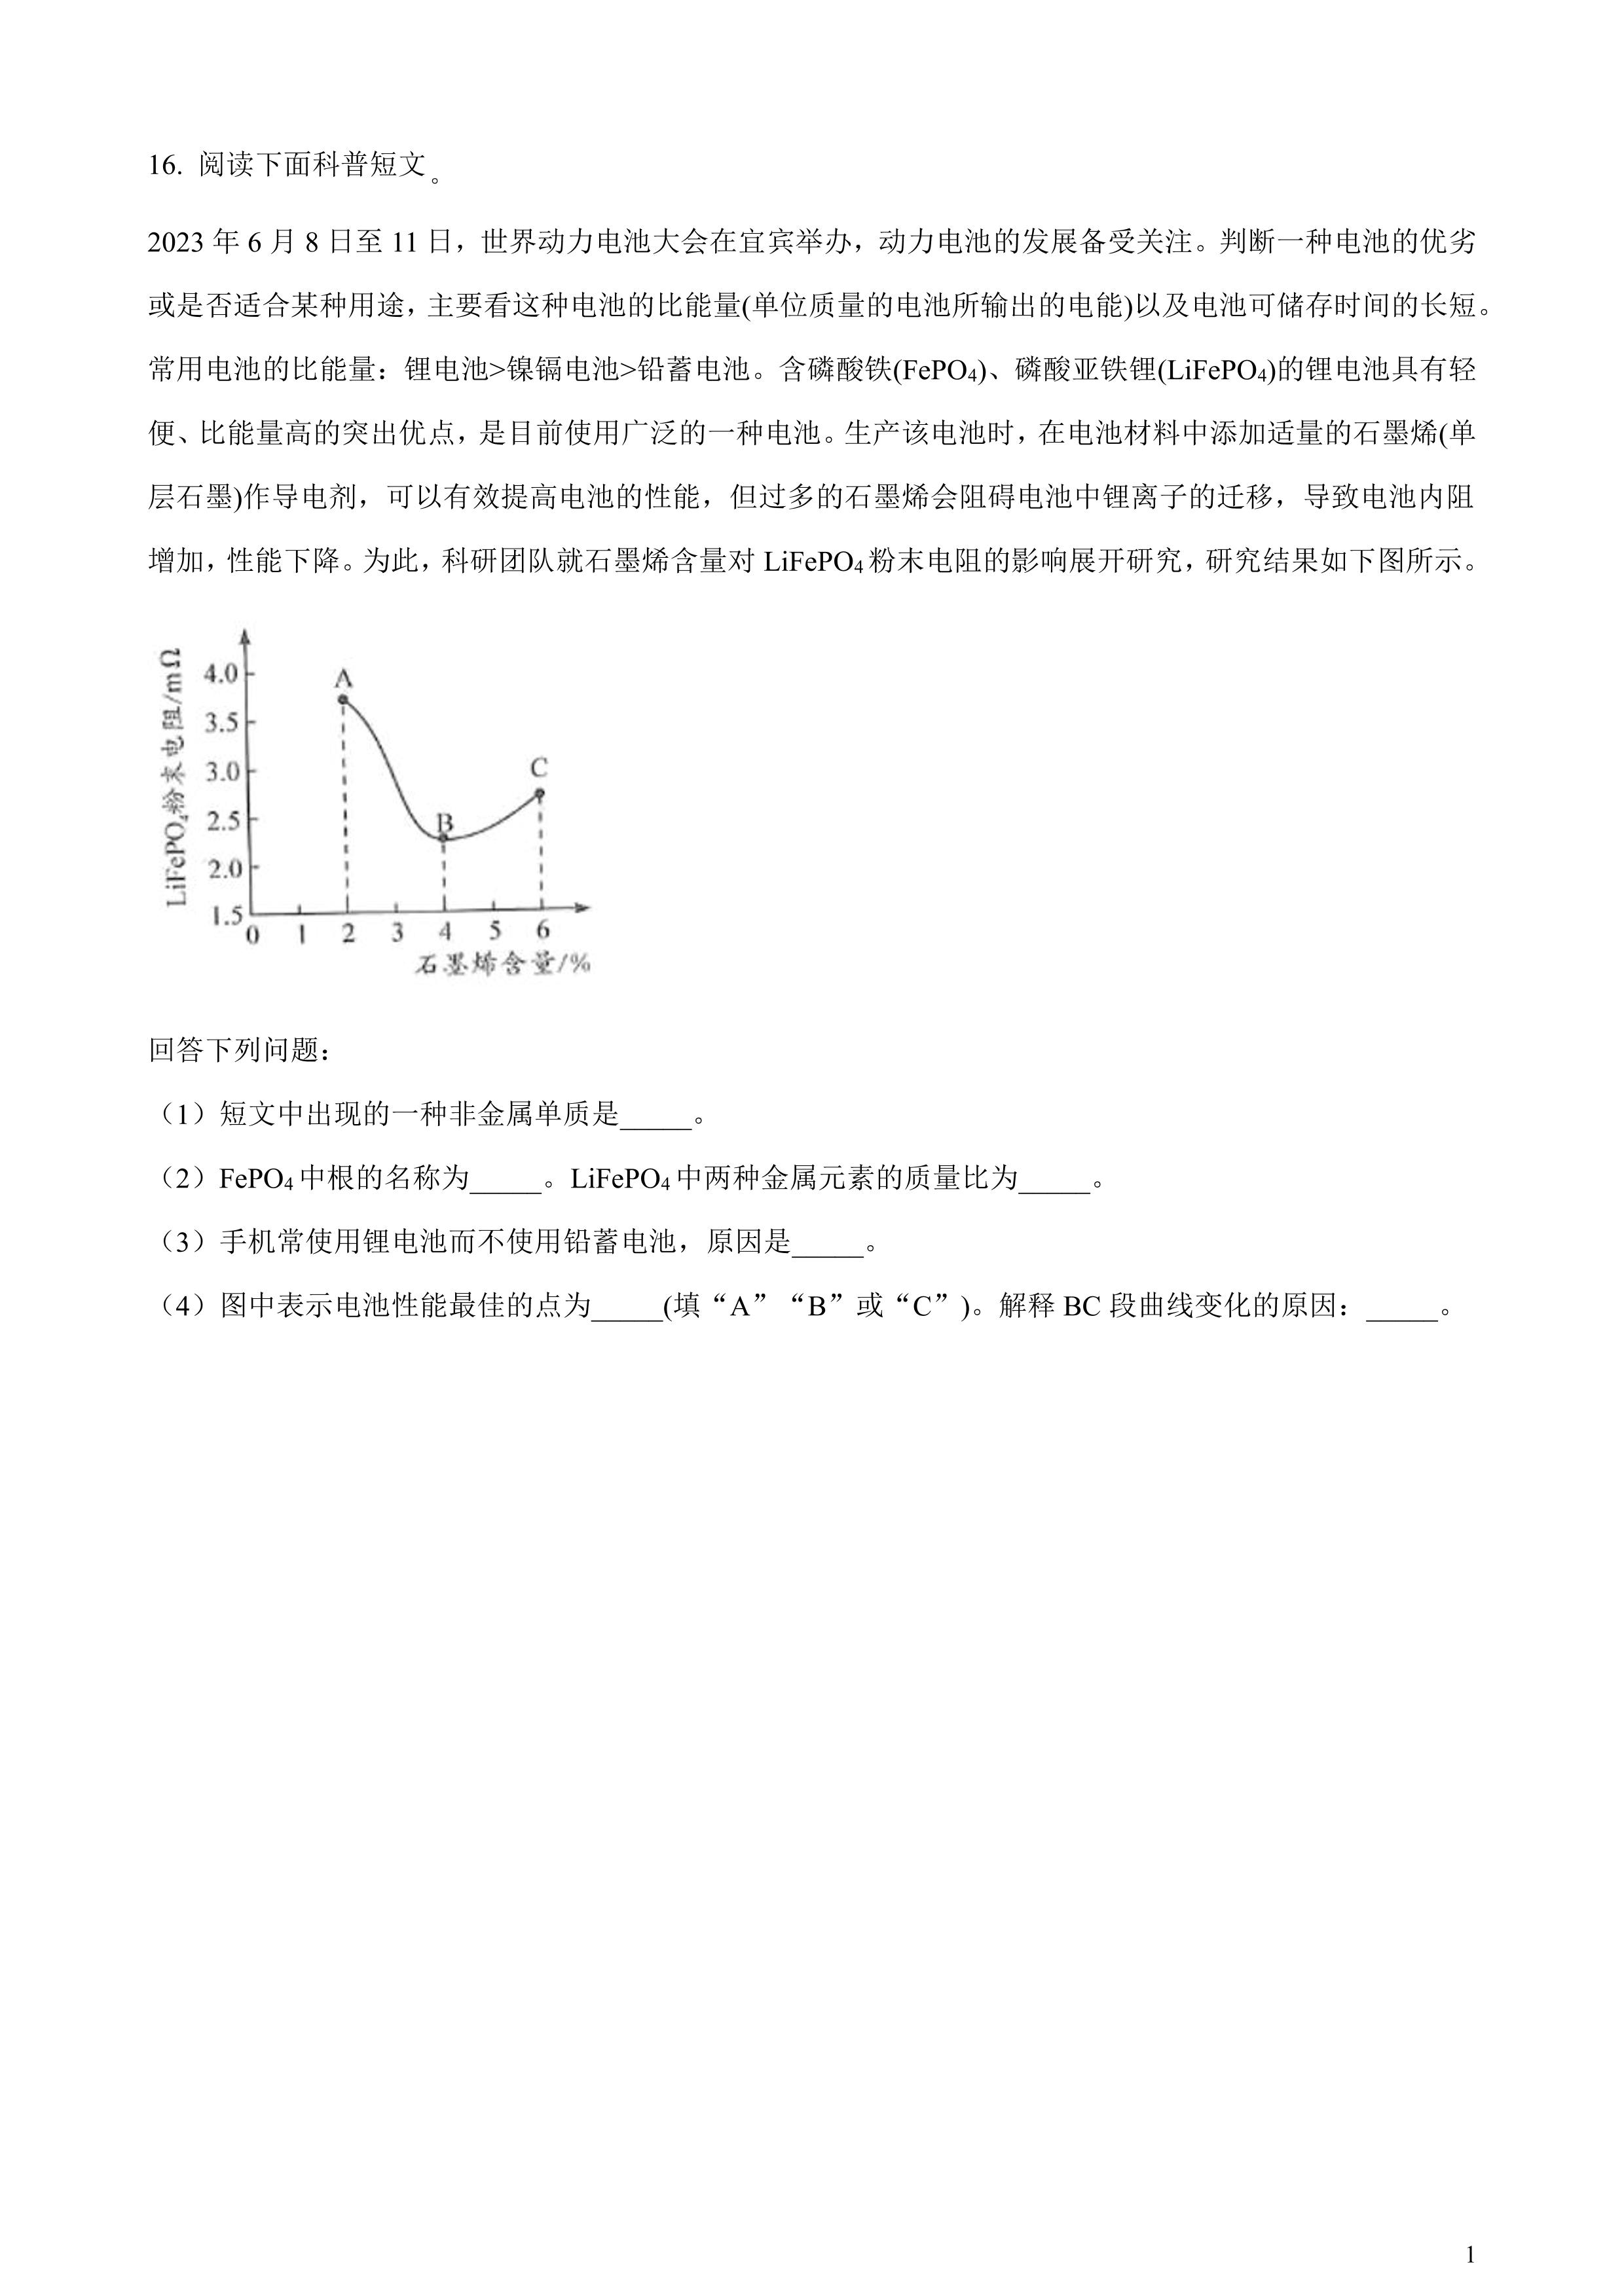 16. 阅读下面科普短文。
2023 年 6 月 8 日至 11 日，世界动力电池大会在宜宾举办，动力电池的发展备受关注。判断一种电池的优劣
或是否适合某种用途，主要看这种电池的比能量(单位质量的电池所输出的电能)以及电池可储存时间的长短。
常用电池的比能量：锂电池>镍镉电池>铅蓄电池。含磷酸铁(FePO₄)、磷酸亚铁锂(LiFePO₄)的锂电池具有轻
便、比能量高的突出优点，是目前使用广泛的一种电池。生产该电池时，在电池材料中添加适量的石墨烯(单
层石墨)作导电剂，可以有效提高电池的性能，但过多的石墨烯会阻碍电池中锂离子的迁移，导致电池内阻
增加，性能下降。为此，科研团队就石墨烯含量对 LiFePO₄ 粉末电阻的影响展开研究，研究结果如下图所示。
LiFePO₄粉末电阻/mΩ
4.0
3.5
3.0
2.5
2.0
1.5
A
B
C
0 1 2 3 4 5 6
石墨烯含量/%
回答下列问题：
（1）短文中出现的一种非金属单质是_____。
（2）FePO₄ 中根的名称为_____。LiFePO₄ 中两种金属元素的质量比为_____。
（3）手机常使用锂电池而不使用铅蓄电池，原因是_____。
（4）图中表示电池性能最佳的点为_____(填“A”“B”或“C”)。解释 BC 段曲线变化的原因：_____。
1